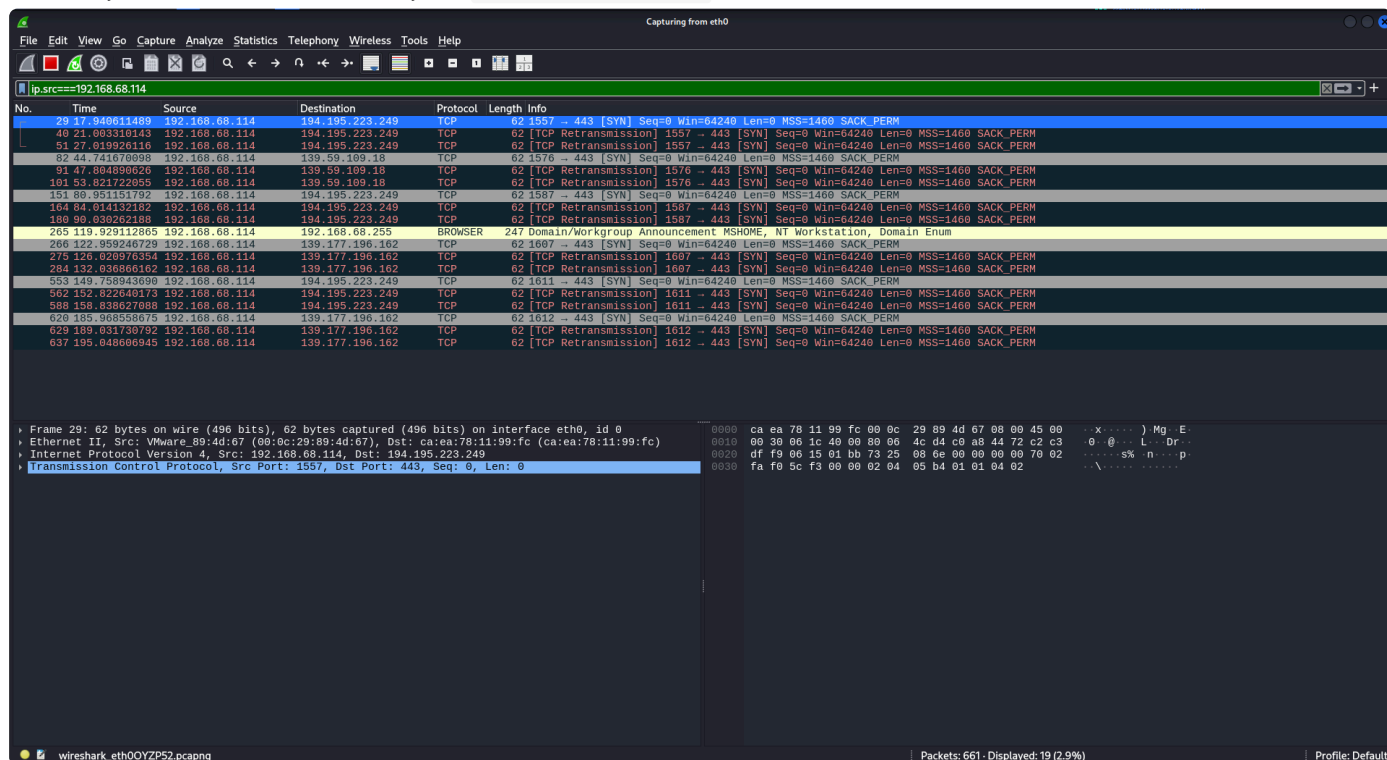 Capturing from eth0
File Edit View Go Capture Analyze Statistics Telephony Wireless Tools Help
ip.src===192.168.68.114
No. Time Source Destination Protocol Length Info
29 17.940611489 192.168.68.114 194.195.223.249 TCP 62 1557 → 443 [SYN] Seq=0 Win=64240 Len=0 MSS=1460 SACK_PERM
40 21.003310143 192.168.68.114 194.195.223.249 TCP 62 [TCP Retransmission] 1557 → 443 [SYN] Seq=0 Win=64240 Len=0 MSS=1460 SACK_PERM
51 27.019926116 192.168.68.114 194.195.223.249 TCP 62 [TCP Retransmission] 1557 → 443 [SYN] Seq=0 Win=64240 Len=0 MSS=1460 SACK_PERM
82 44.741670098 192.168.68.114 139.59.109.18 TCP 62 1576 → 443 [SYN] Seq=0 Win=64240 Len=0 MSS=1460 SACK_PERM
91 47.804890626 192.168.68.114 139.59.109.18 TCP 62 [TCP Retransmission] 1576 → 443 [SYN] Seq=0 Win=64240 Len=0 MSS=1460 SACK_PERM
101 53.821722055 192.168.68.114 139.59.109.18 TCP 62 [TCP Retransmission] 1576 → 443 [SYN] Seq=0 Win=64240 Len=0 MSS=1460 SACK_PERM
151 80.951151792 192.168.68.114 194.195.223.249 TCP 62 1587 → 443 [SYN] Seq=0 Win=64240 Len=0 MSS=1460 SACK_PERM
164 84.014132182 192.168.68.114 194.195.223.249 TCP 62 [TCP Retransmission] 1587 → 443 [SYN] Seq=0 Win=64240 Len=0 MSS=1460 SACK_PERM
180 90.030262188 192.168.68.114 194.195.223.249 TCP 62 [TCP Retransmission] 1587 → 443 [SYN] Seq=0 Win=64240 Len=0 MSS=1460 SACK_PERM
265 119.929112865 192.168.68.114 192.168.68.255 BROWSER 247 Domain/Workgroup Announcement MSHOME, NT Workstation, Domain Enum
266 122.959246729 192.168.68.114 139.177.196.162 TCP 62 1607 → 443 [SYN] Seq=0 Win=64240 Len=0 MSS=1460 SACK_PERM
275 126.020976354 192.168.68.114 139.177.196.162 TCP 62 [TCP Retransmission] 1607 → 443 [SYN] Seq=0 Win=64240 Len=0 MSS=1460 SACK_PERM
284 132.036866162 192.168.68.114 139.177.196.162 TCP 62 [TCP Retransmission] 1607 → 443 [SYN] Seq=0 Win=64240 Len=0 MSS=1460 SACK_PERM
553 149.758943690 192.168.68.114 194.195.223.249 TCP 62 1611 → 443 [SYN] Seq=0 Win=64240 Len=0 MSS=1460 SACK_PERM
562 152.822640173 192.168.68.114 194.195.223.249 TCP 62 [TCP Retransmission] 1611 → 443 [SYN] Seq=0 Win=64240 Len=0 MSS=1460 SACK_PERM
588 158.838627088 192.168.68.114 194.195.223.249 TCP 62 [TCP Retransmission] 1611 → 443 [SYN] Seq=0 Win=64240 Len=0 MSS=1460 SACK_PERM
620 185.968558675 192.168.68.114 139.177.196.162 TCP 62 1612 → 443 [SYN] Seq=0 Win=64240 Len=0 MSS=1460 SACK_PERM
629 189.031730792 192.168.68.114 139.177.196.162 TCP 62 [TCP Retransmission] 1612 → 443 [SYN] Seq=0 Win=64240 Len=0 MSS=1460 SACK_PERM
637 195.048606945 192.168.68.114 139.177.196.162 TCP 62 [TCP Retransmission] 1612 → 443 [SYN] Seq=0 Win=64240 Len=0 MSS=1460 SACK_PERM
Frame 29: 62 bytes on wire (496 bits), 62 bytes captured (496 bits) on interface eth0, id 0
Ethernet II, Src: VMware_89:4d:67 (00:0c:29:89:4d:67), Dst: ca:ea:78:11:99:fc (ca:ea:78:11:99:fc)
Internet Protocol Version 4, Src: 192.168.68.114, Dst: 194.195.223.249
Transmission Control Protocol, Src Port: 1557, Dst Port: 443, Seq: 0, Len: 0
0000 ca ea 78 11 99 fc 00 0c 29 89 4d 67 08 00 45 00 ··x····· )·Mg··E·
0010 00 30 06 1c 40 00 80 06 4c d4 c0 a8 44 72 c2 c3 ·0··@··· L···Dr··
0020 df f9 06 15 01 bb 73 25 08 6e 00 00 00 00 70 02 ······s% ·n····p·
0030 fa f0 5c f3 00 00 02 04 05 b4 01 01 04 02 ··\····· ······
wireshark_eth0OYZP52.pcapng
Packets: 661 · Displayed: 19 (2.9%)
Profile: Default